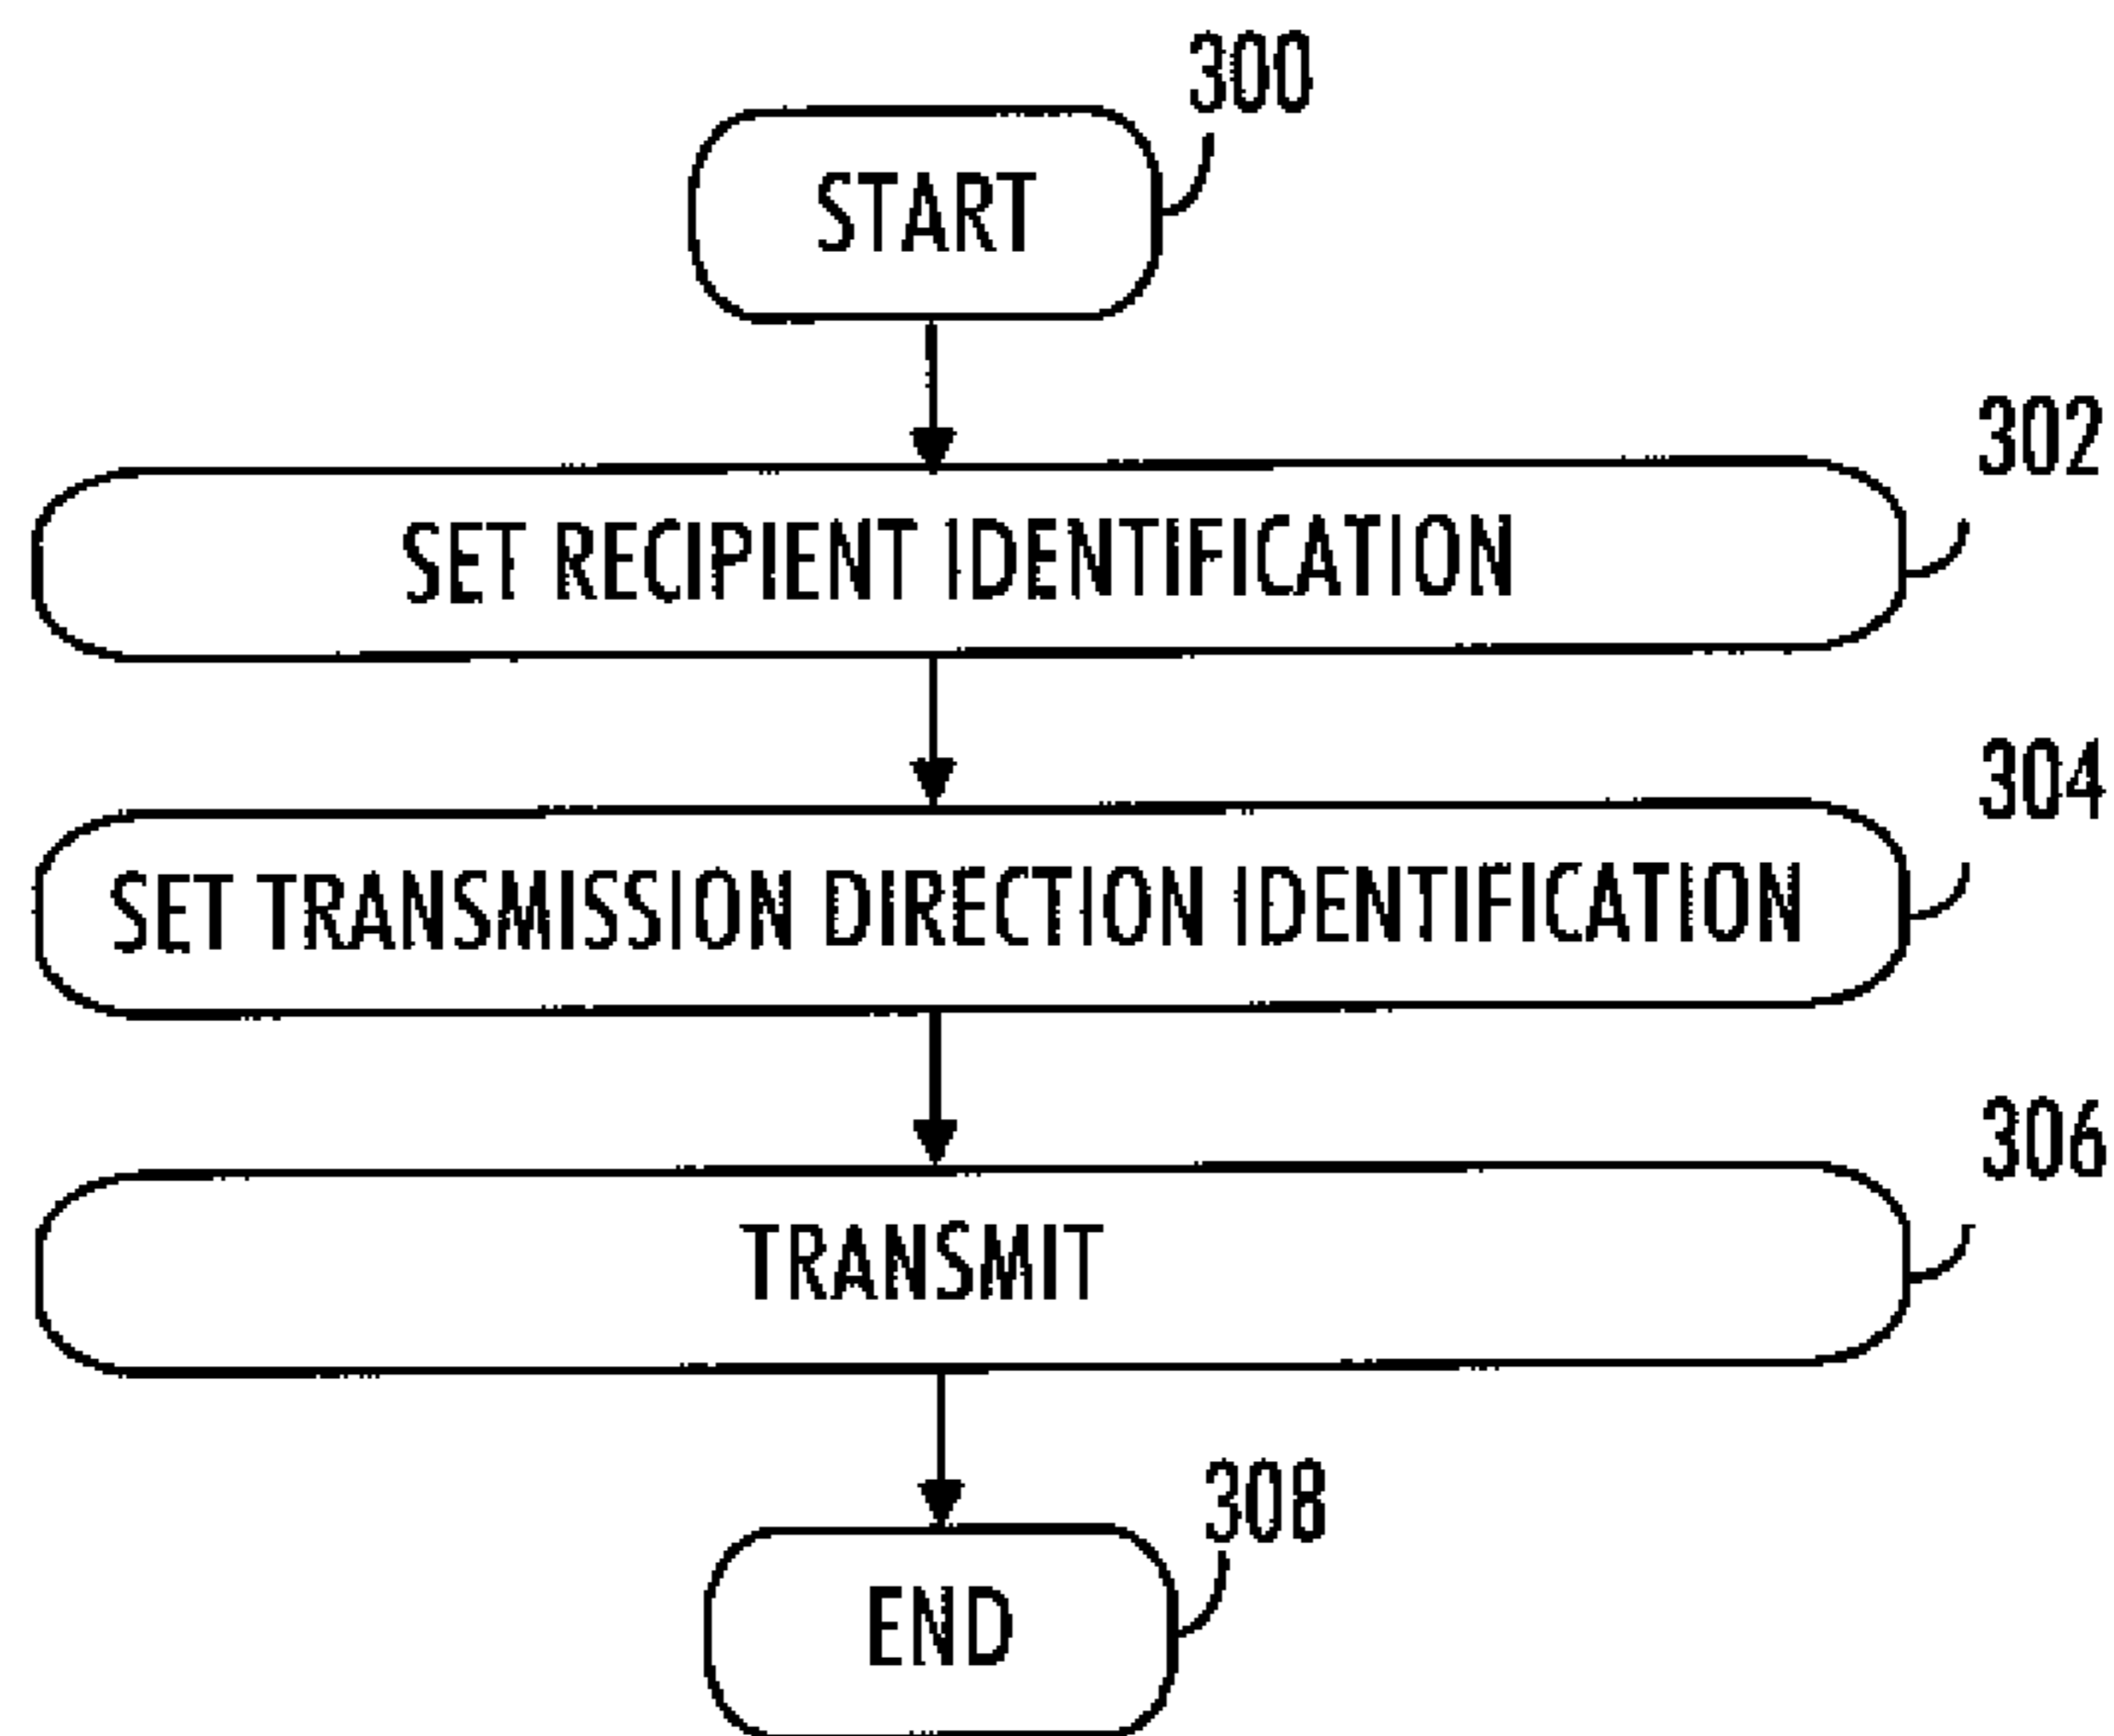 300
START
302
SET RECIPIENT IDENTIFICATION
304
SET TRANSMISSION DIRECTION IDENTIFICATION
306
TRANSMIT
308
END